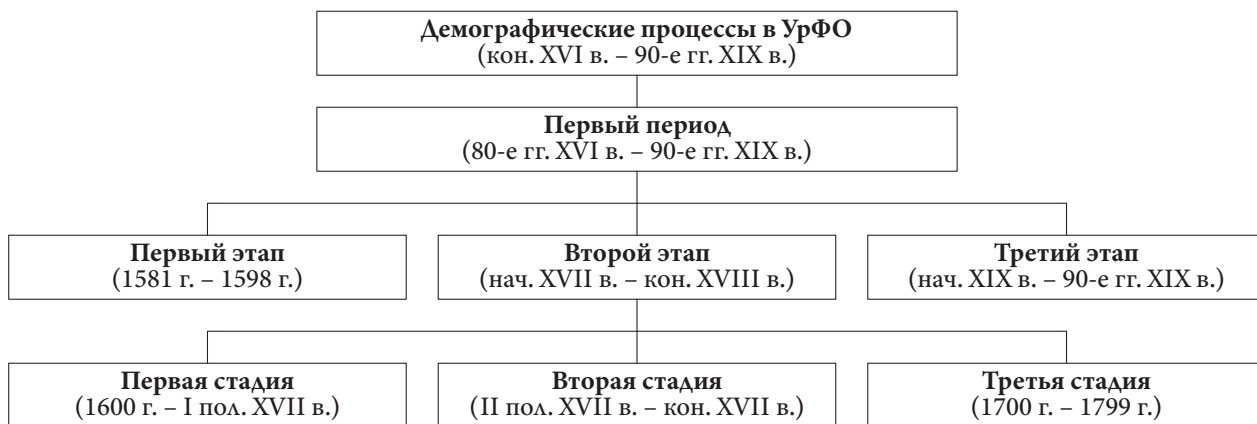 Демографические процессы в УрФО
(кон. XVI в. – 90-е гг. XIX в.)
Первый период
(80-е гг. XVI в. – 90-е гг. XIX в.)
Первый этап
(1581 г. – 1598 г.)
Второй этап
(нач. XVII в. – кон. XVIII в.)
Третий этап
(нач. XIX в. – 90-е гг. XIX в.)
Первая стадия
(1600 г. – I пол. XVII в.)
Вторая стадия
(II пол. XVII в. – кон. XVII в.)
Третья стадия
(1700 г. – 1799 г.)